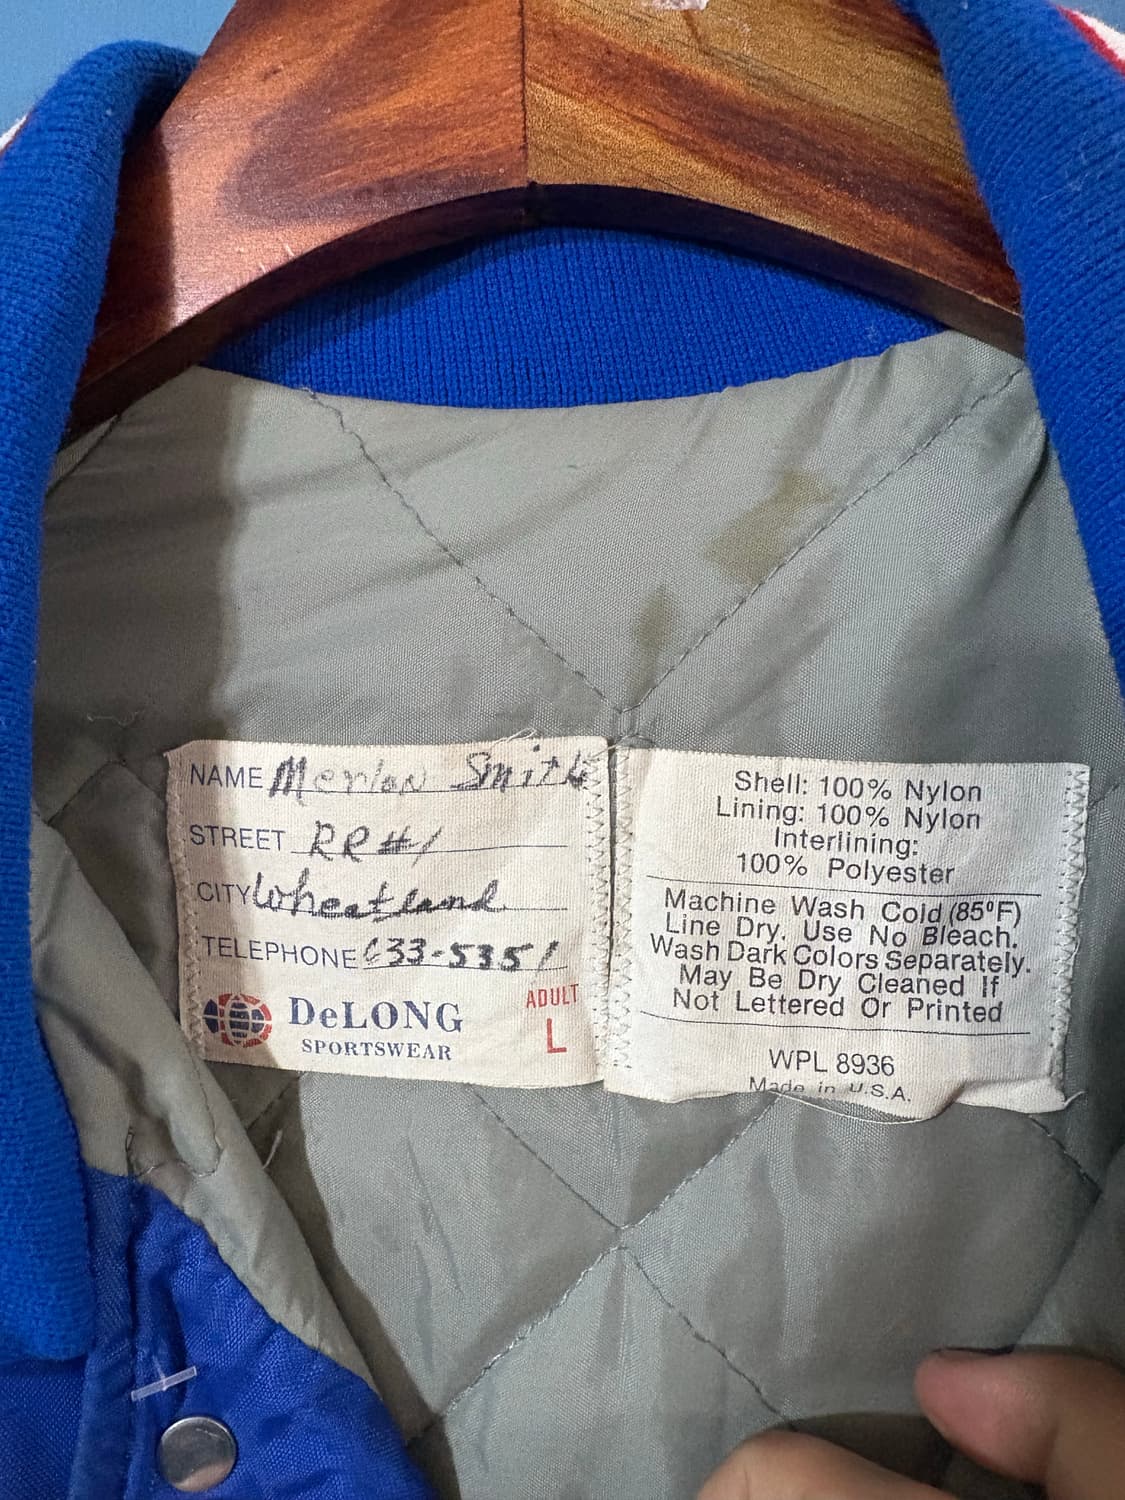 NAME Merlon Smith
STREET RR#1
CITY Wheatland
TELEPHONE 633-5351
DeLONG
SPORTSWEAR
ADULT
L
Shell: 100% Nylon
Lining: 100% Nylon
Interlining:
100% Polyester
Machine Wash Cold (85ºF)
Line Dry. Use No Bleach.
Wash Dark Colors Separately.
May Be Dry Cleaned If
Not Lettered Or Printed
WPL 8936
Made in U.S.A.